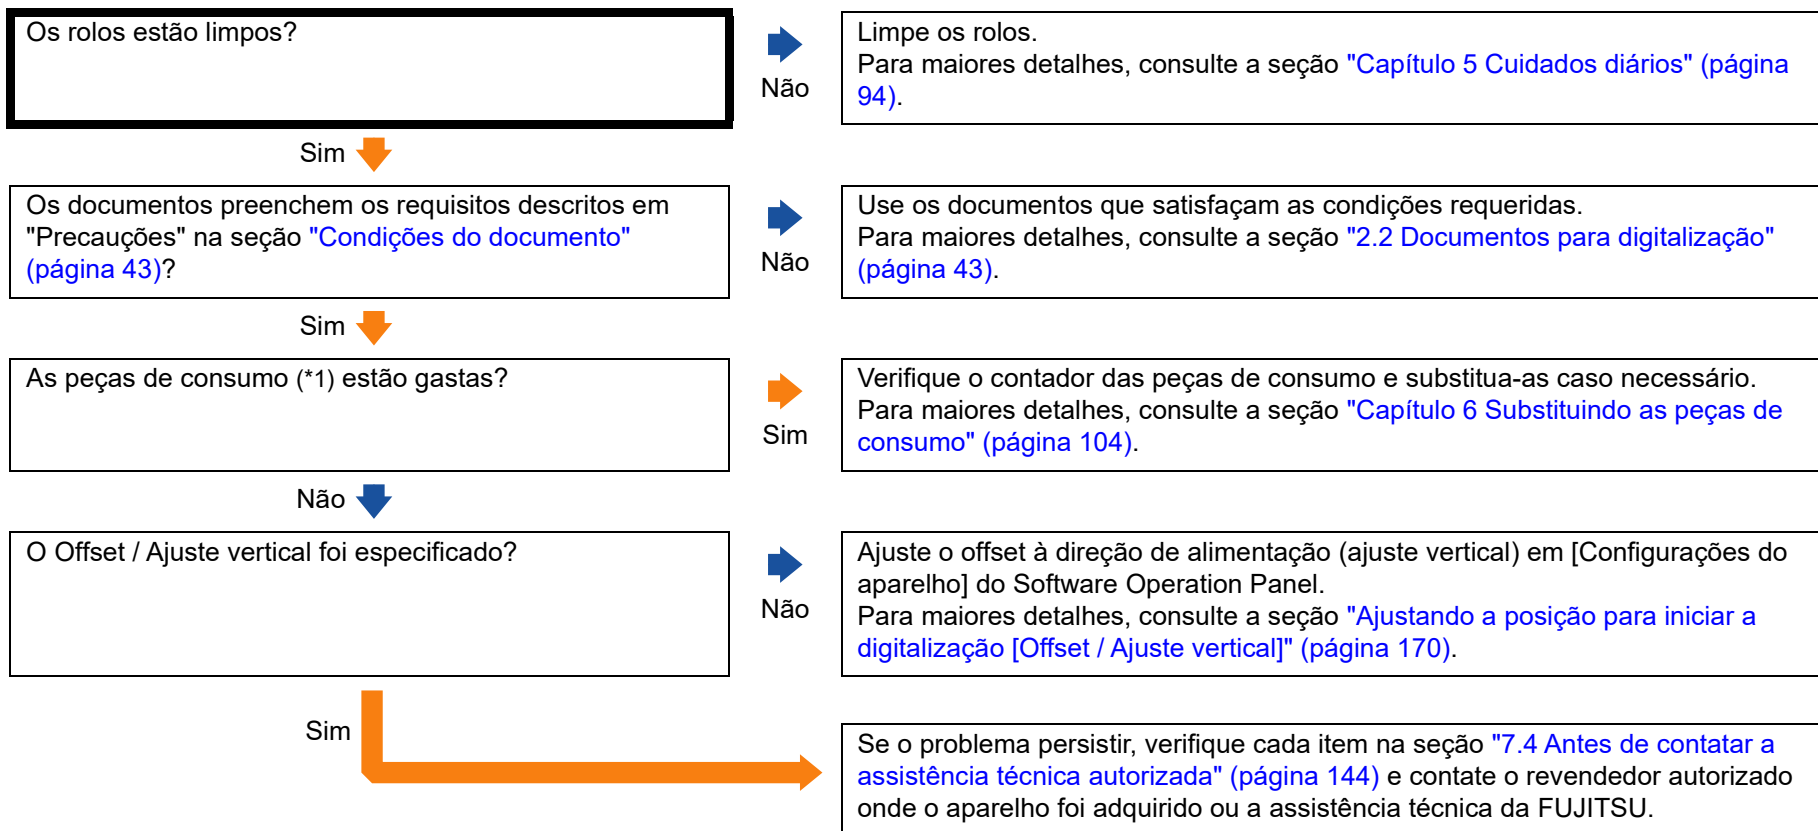 Os rolos estão limpos?
Não
Limpe os rolos.
Para maiores detalhes, consulte a seção "Capítulo 5 Cuidados diários" (página
94).
Sim
Os documentos preenchem os requisitos descritos em
"Precauções" na seção "Condições do documento"
(página 43)?
Não
Use os documentos que satisfaçam as condições requeridas.
Para maiores detalhes, consulte a seção "2.2 Documentos para digitalização"
(página 43).
Sim
As peças de consumo (*1) estão gastas?
Sim
Verifique o contador das peças de consumo e substitua-as caso necessário.
Para maiores detalhes, consulte a seção "Capítulo 6 Substituindo as peças de
consumo" (página 104).
Não
O Offset / Ajuste vertical foi especificado?
Não
Ajuste o offset à direção de alimentação (ajuste vertical) em [Configurações do
aparelho] do Software Operation Panel.
Para maiores detalhes, consulte a seção "Ajustando a posição para iniciar a
digitalização [Offset / Ajuste vertical]" (página 170).
Sim
Se o problema persistir, verifique cada item na seção "7.4 Antes de contatar a
assistência técnica autorizada" (página 144) e contate o revendedor autorizado
onde o aparelho foi adquirido ou a assistência técnica da FUJITSU.